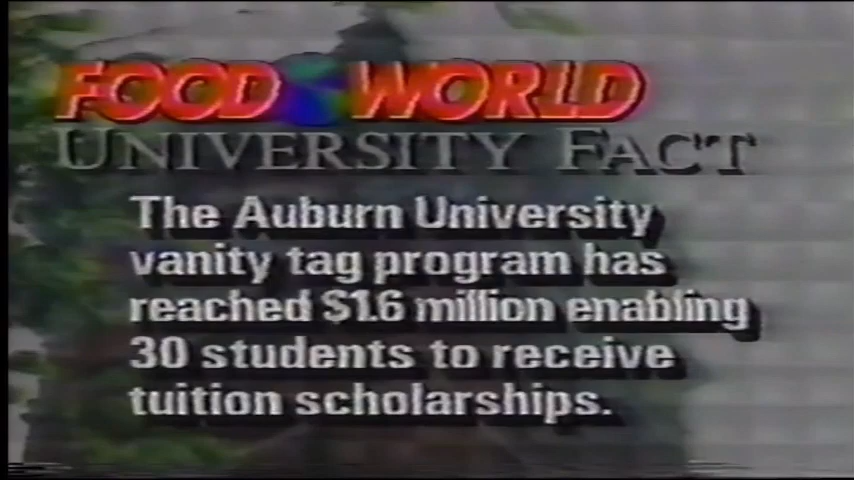 FOOD WORLD
UNIVERSITY FACT
The Auburn University
vanity tag program has
reached $1.6 million enabling
30 students to receive
tuition scholarships.